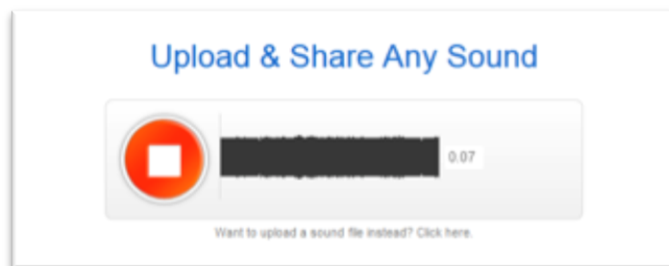 Upload & Share Any Sound
0.07
Want to upload a sound file instead? Click here.